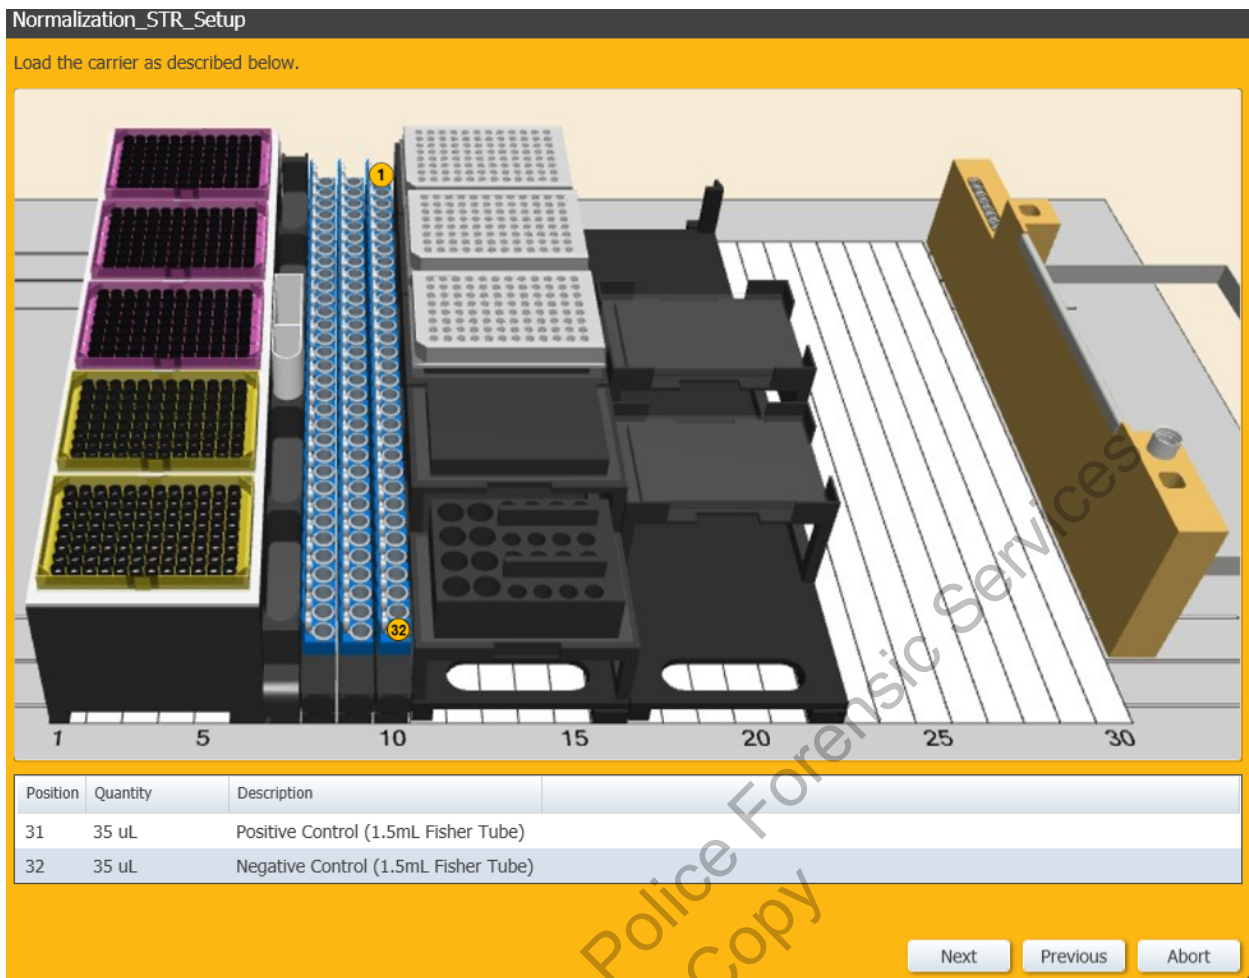 Normalization_STR_Setup
Load the carrier as described below.
1
32
1 5 10 15 20 25 30
Position Quantity Description
31 35 uL Positive Control (1.5mL Fisher Tube)
32 35 uL Negative Control (1.5mL Fisher Tube)
Police Forensic Services
Copy
Next Previous Abort